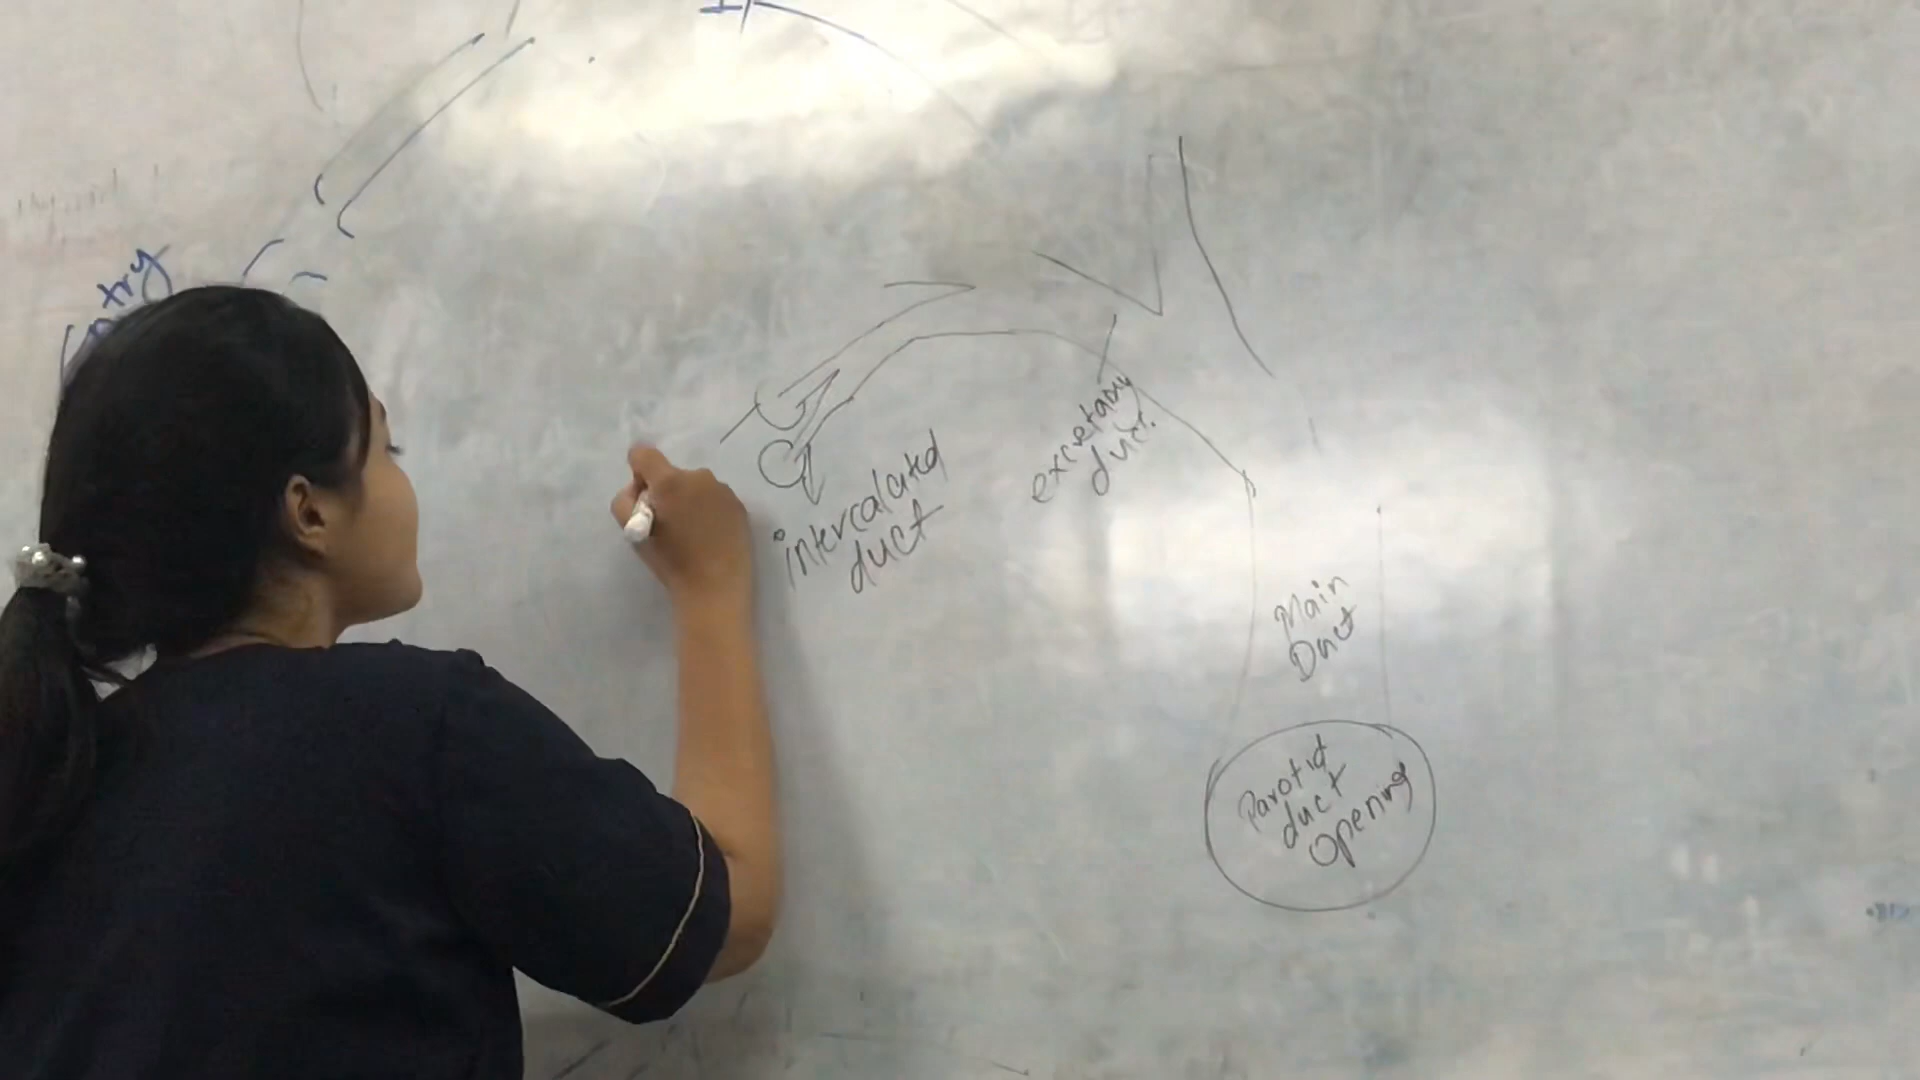 intercalated
duct
excretory
duct.
Main
Duct
Parotid
duct
Opening